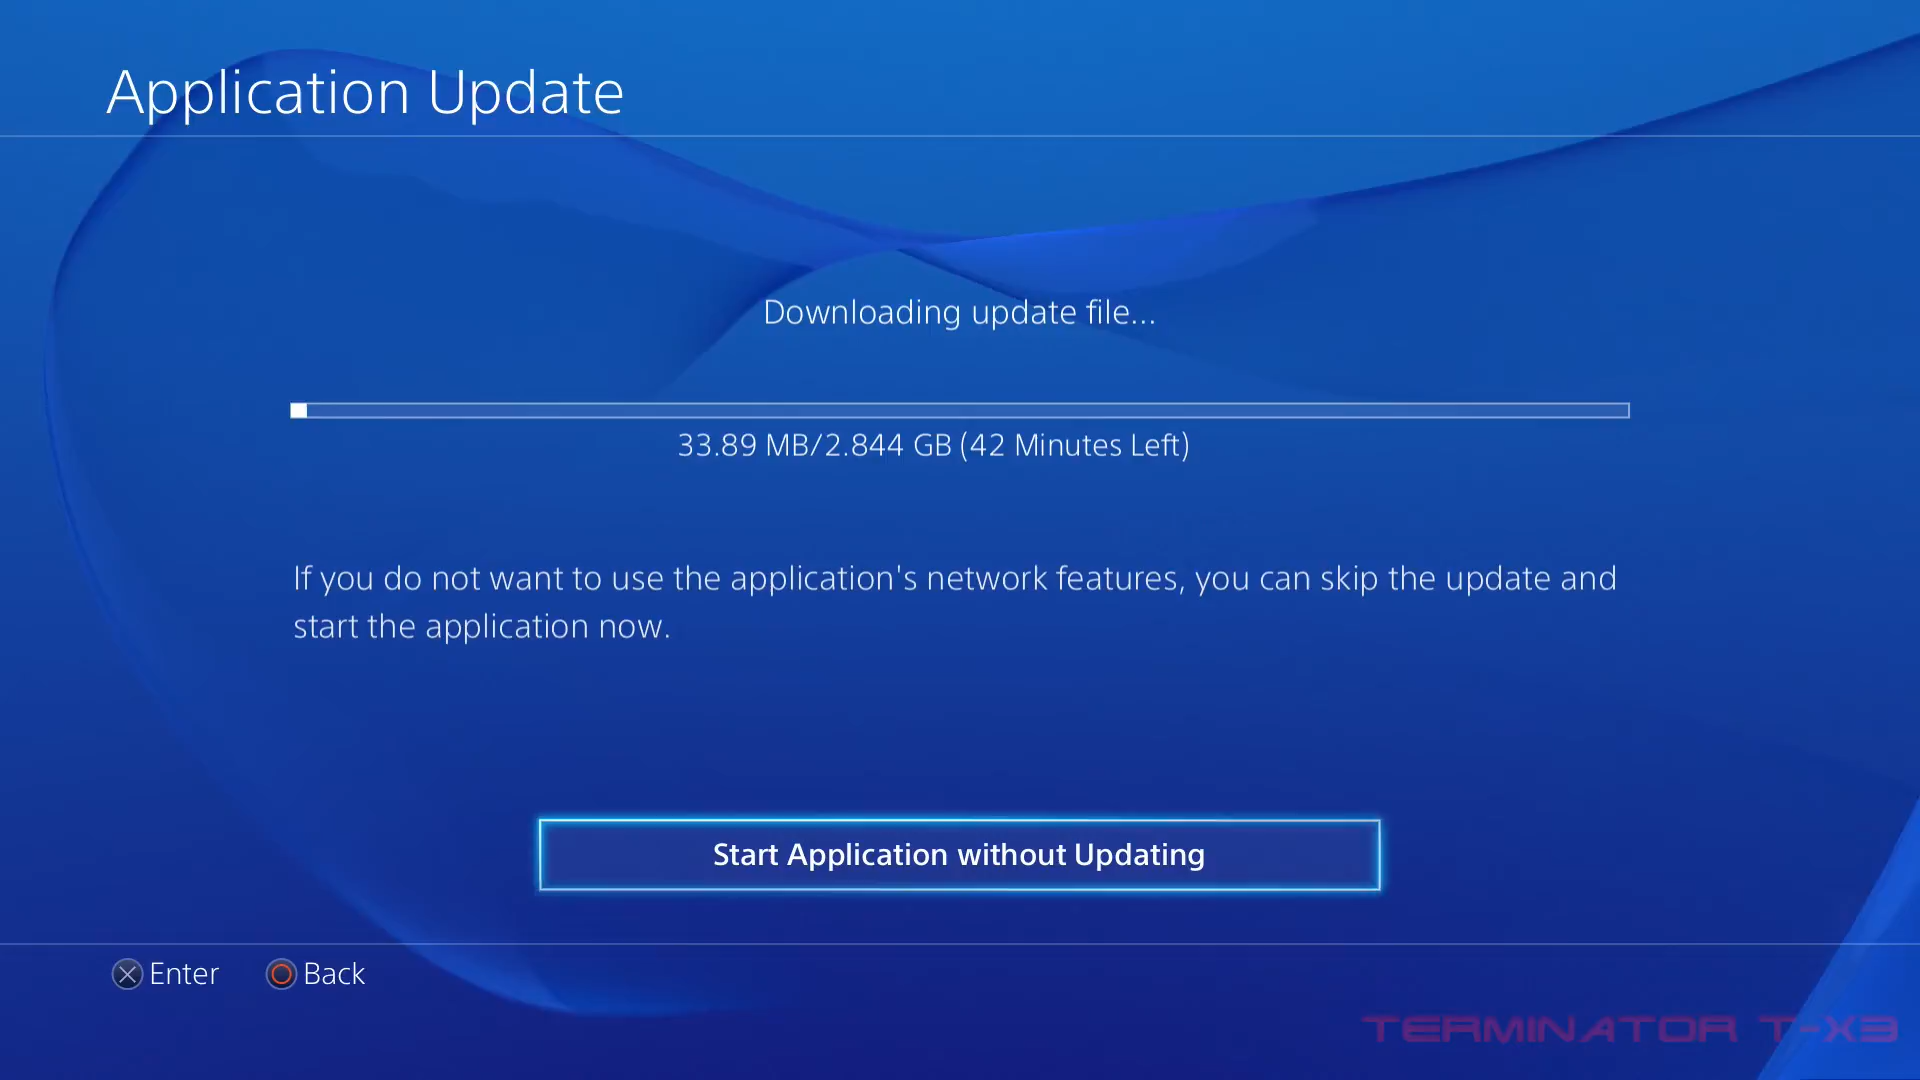 Application Update
Downloading update file...
33.89 MB/2.844 GB (42 Minutes Left)
If you do not want to use the application's network features, you can skip the update and
start the application now.
Start Application without Updating
Enter Back
TERMINATOR T-X3